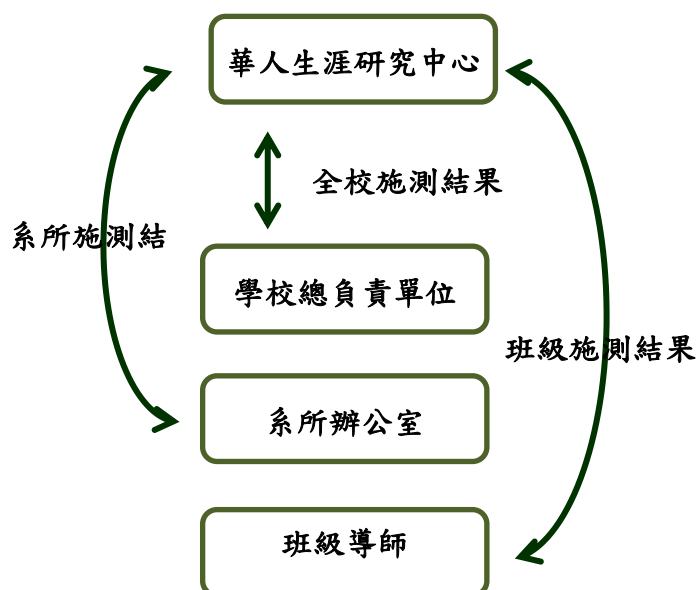 華人生涯研究中心
全校施測結果
系所施測結
學校總負責單位
班級施測結果
系所辦公室
班級導師